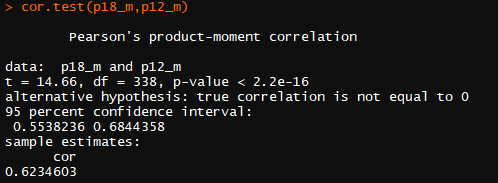 > cor.test(p18_m,p12_m)
Pearson's product-moment correlation
data:  p18_m and p12_m
t = 14.66, df = 338, p-value < 2.2e-16
alternative hypothesis: true correlation is not equal to 0
95 percent confidence interval:
 0.5538236 0.6844358
sample estimates:
      cor
0.6234603